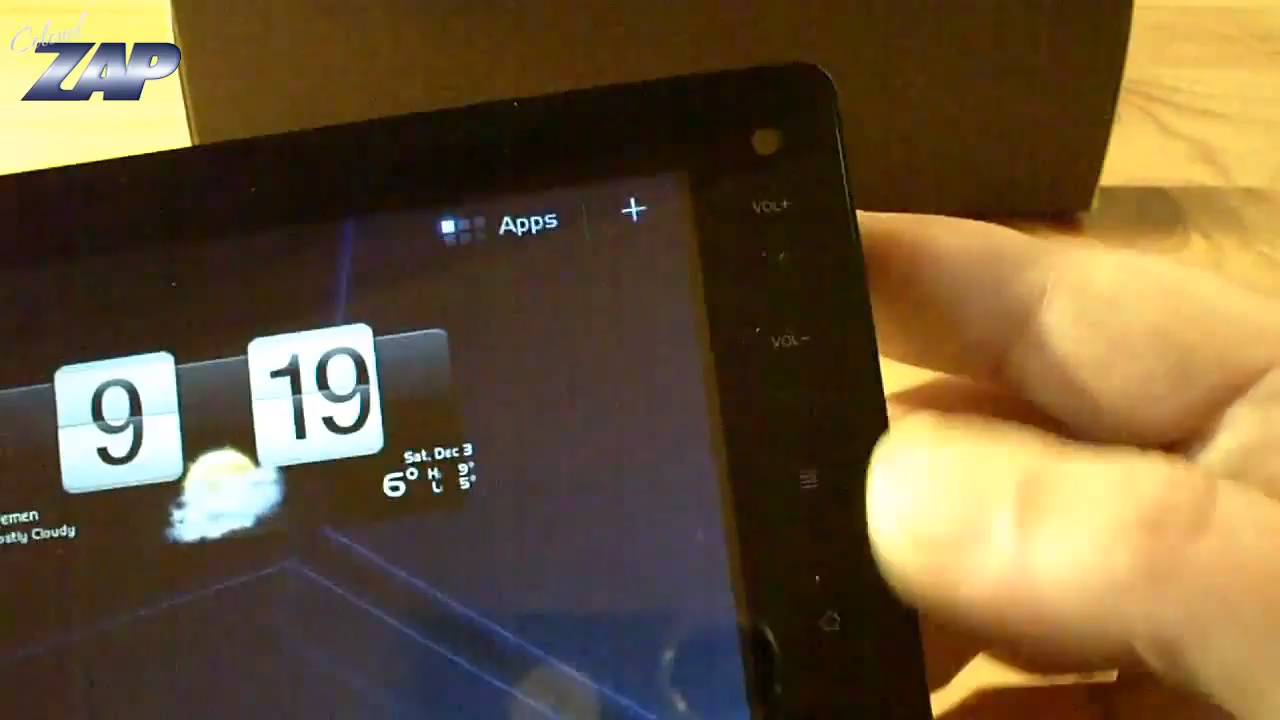 Colonel
ZAP
VOL+
Apps +
9 19
VOL-
Sat, Dec 3
6° H: 9°
L: 5°
emen
ostly Cloudy